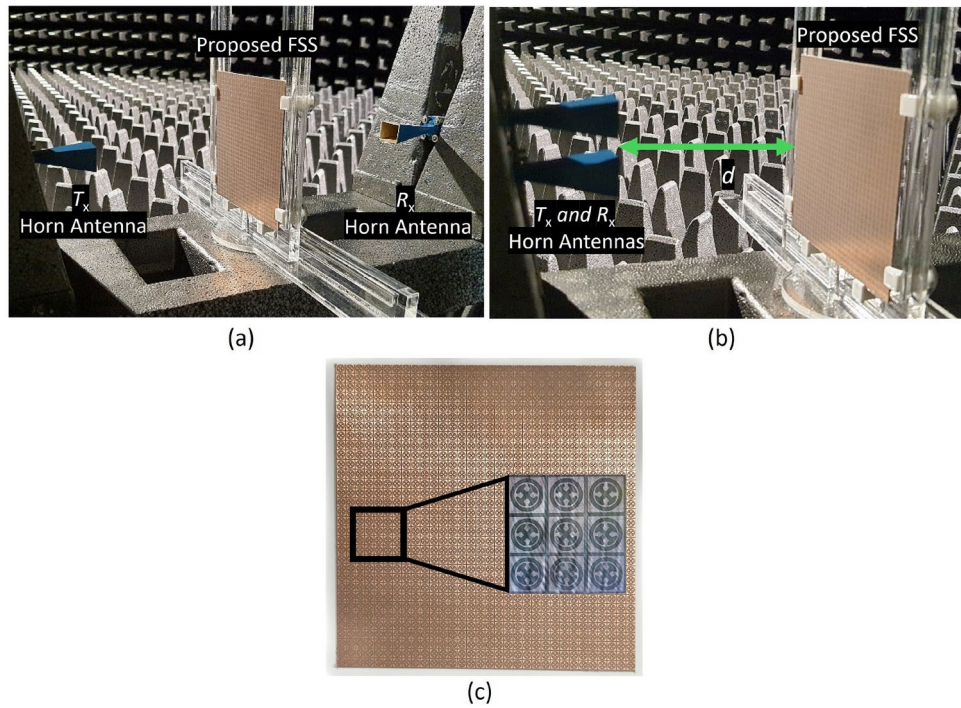 Proposed FSS
Tx
Horn Antenna
Rx
Horn Antenna
(a)
Proposed FSS
d
Tx and Rx
Horn Antennas
(b)
(c)